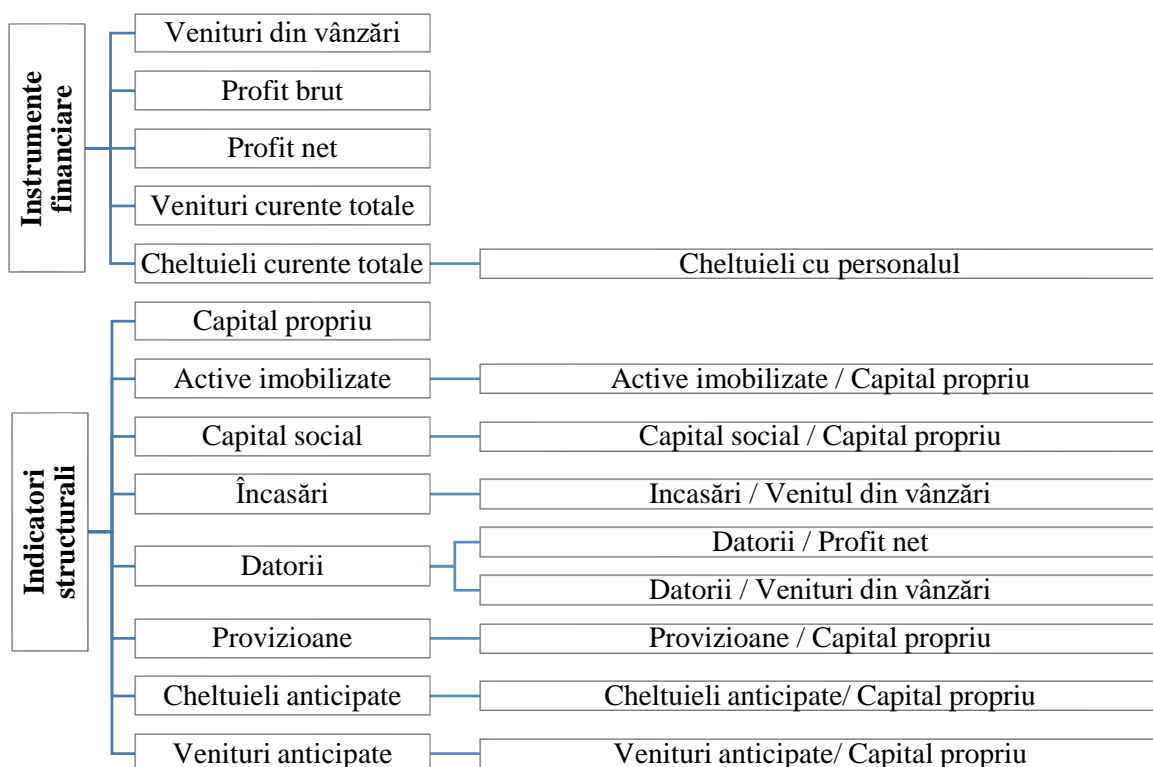 Instrumente
financiare
Venituri din vânzări
Profit brut
Profit net
Venituri curente totale
Cheltuieli curente totale
Cheltuieli cu personalul
Indicatori
structurali
Capital propriu
Active imobilizate
Active imobilizate / Capital propriu
Capital social
Capital social / Capital propriu
Încasări
Incasări / Venitul din vânzări
Datorii
Datorii / Profit net
Datorii / Venituri din vânzări
Provizioane
Provizioane / Capital propriu
Cheltuieli anticipate
Cheltuieli anticipate/ Capital propriu
Venituri anticipate
Venituri anticipate/ Capital propriu